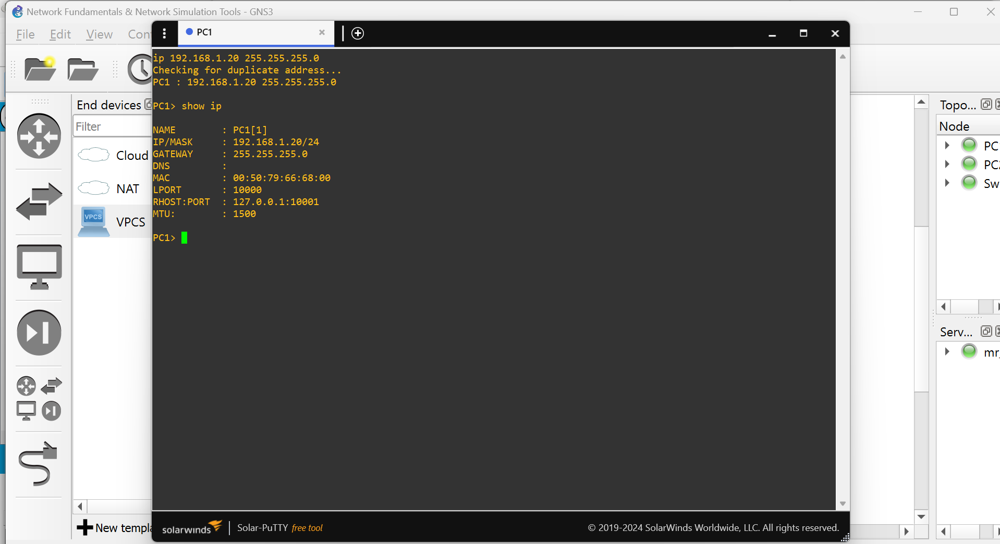 Network Fundamentals & Network Simulation Tools - GNS3
File Edit View Con
PC1
ip 192.168.1.20 255.255.255.0
Checking for duplicate address...
PC1 : 192.168.1.20 255.255.255.0
PC1> show ip
NAME : PC1[1]
IP/MASK : 192.168.1.20/24
GATEWAY : 255.255.255.0
DNS :
MAC : 00:50:79:66:68:00
LPORT : 10000
RHOST:PORT : 127.0.0.1:10001
MTU: : 1500
PC1>
End devices
Filter
Cloud
NAT
VPCS
VPCS
New templa
Topo...
Node
PC
PC2
Sw
Serv...
mr_
solarwinds
Solar-PuTTY free tool
© 2019-2024 SolarWinds Worldwide, LLC. All rights reserved.